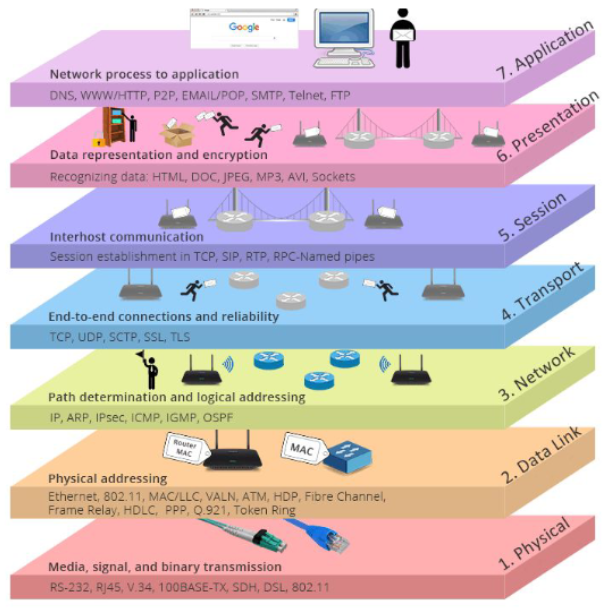 Google
7. Application
Network process to application
DNS, WWW/HTTP, P2P, EMAIL/POP, SMTP, Telnet, FTP
6. Presentation
Data representation and encryption
Recognizing data: HTML, DOC, JPEG, MP3, AVI, Sockets
5. Session
Interhost communication
Session establishment in TCP, SIP, RTP, RPC-Named pipes
4. Transport
End-to-end connections and reliability
TCP, UDP, SCTP, SSL, TLS
3. Network
Path determination and logical addressing
IP, ARP, IPsec, ICMP, IGMP, OSPF
Router
MAC
MAC
2. Data Link
Physical addressing
Ethernet, 802.11, MAC/LLC, VALN, ATM, HDP, Fibre Channel,
Frame Relay, HDLC, PPP, Q.921, Token Ring
1. Physical
Media, signal, and binary transmission
RS-232, RJ45, V.34, 100BASE-TX, SDH, DSL, 802.11